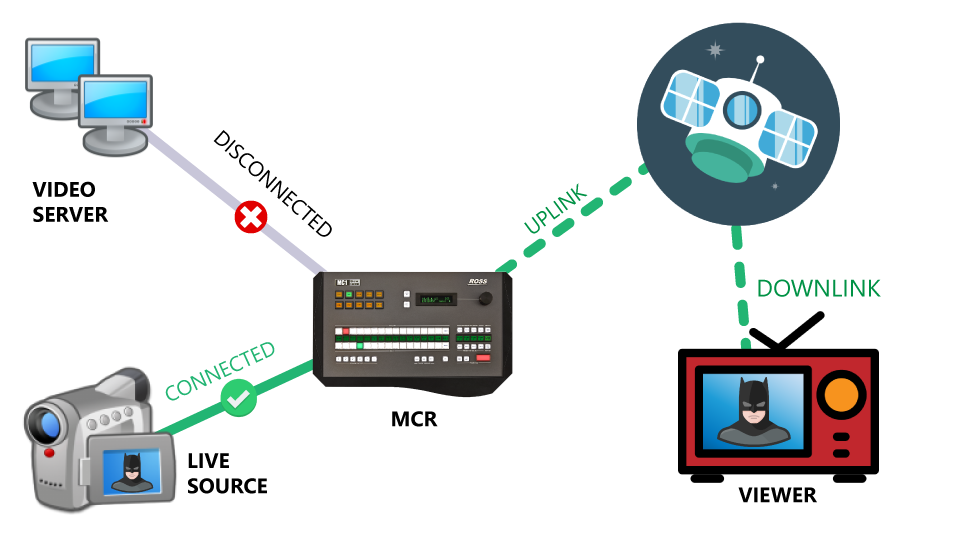 VIDEO
SERVER
DISCONNECTED
UPLINK
MC1
ROSS
DOWNLINK
CONNECTED
MCR
LIVE
SOURCE
VIEWER